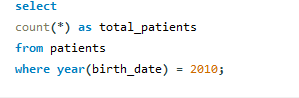 select
count(*) as total_patients
from patients
where year(birth_date) = 2010;